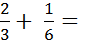 2/3 + 1/6 =